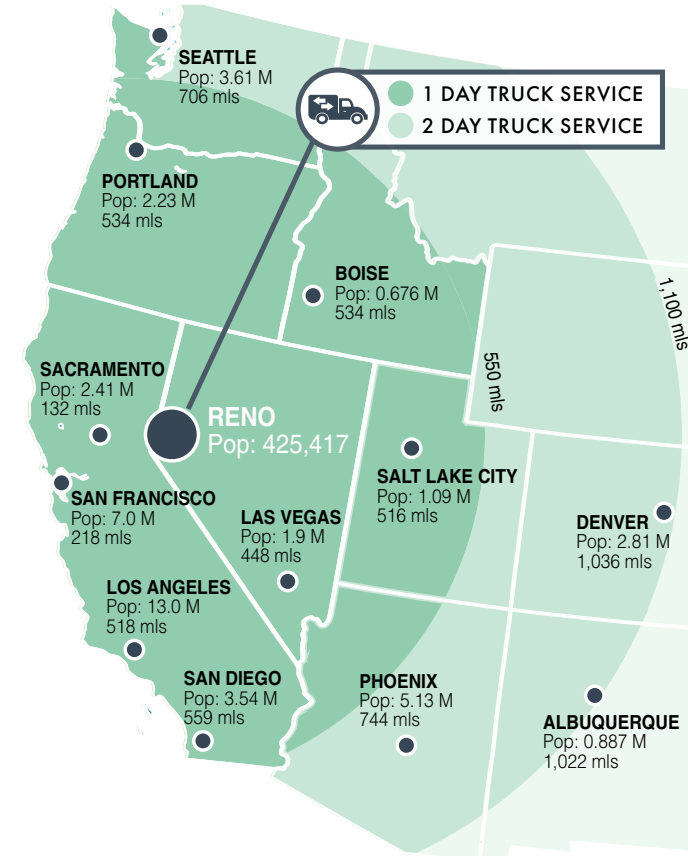 SEATTLE
Pop: 3.61 M
706 mls
1 DAY TRUCK SERVICE
2 DAY TRUCK SERVICE
PORTLAND
Pop: 2.23 M
534 mls
BOISE
Pop: 0.676 M
534 mls
1,100 mls
550 mls
SACRAMENTO
Pop: 2.41 M
132 mls
RENO
Pop: 425,417
SALT LAKE CITY
Pop: 1.09 M
516 mls
SAN FRANCISCO
Pop: 7.0 M
218 mls
LAS VEGAS
Pop: 1.9 M
448 mls
DENVER
Pop: 2.81 M
1,036 mls
LOS ANGELES
Pop: 13.0 M
518 mls
SAN DIEGO
Pop: 3.54 M
559 mls
PHOENIX
Pop: 5.13 M
744 mls
ALBUQUERQUE
Pop: 0.887 M
1,022 mls